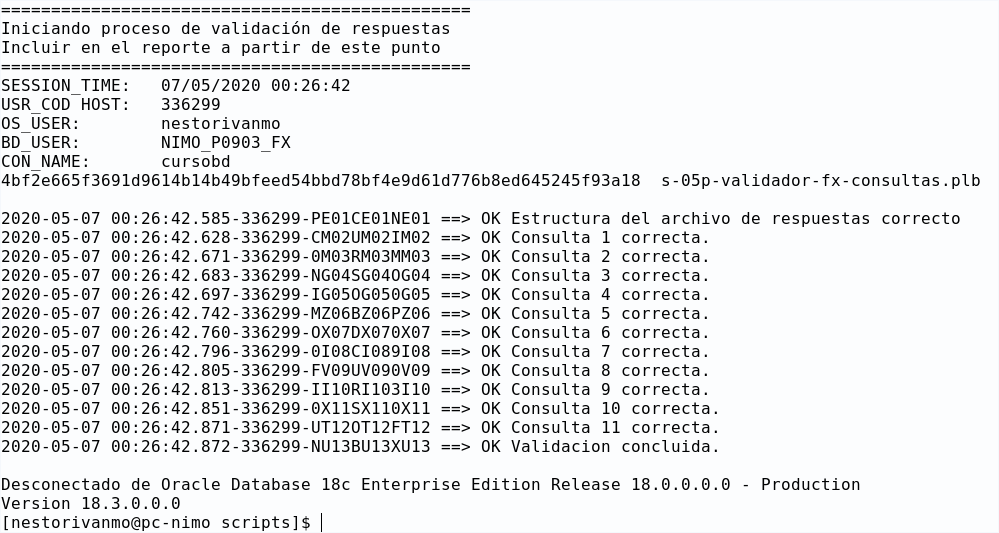 ===============================================
Iniciando proceso de validación de respuestas
Incluir en el reporte a partir de este punto
===============================================
SESSION_TIME:   07/05/2020 00:26:42
USR_COD HOST:   336299
OS_USER:        nestorivanmo
BD_USER:        NIMO_P0903_FX
CON_NAME:       cursobd
4bf2e665f3691d9614b14b49bfeed54bbd78bf4e9d61d776b8ed645245f93a18  s-05p-validador-fx-consultas.plb

2020-05-07 00:26:42.585-336299-PE01CE01NE01 ==> OK Estructura del archivo de respuestas correcto
2020-05-07 00:26:42.628-336299-CM02UM02IM02 ==> OK Consulta 1 correcta.
2020-05-07 00:26:42.671-336299-0M03RM03MM03 ==> OK Consulta 2 correcta.
2020-05-07 00:26:42.683-336299-NG04SG04OG04 ==> OK Consulta 3 correcta.
2020-05-07 00:26:42.697-336299-IG05OG050G05 ==> OK Consulta 4 correcta.
2020-05-07 00:26:42.742-336299-MZ06BZ06PZ06 ==> OK Consulta 5 correcta.
2020-05-07 00:26:42.760-336299-OX07DX070X07 ==> OK Consulta 6 correcta.
2020-05-07 00:26:42.796-336299-0I08CI089I08 ==> OK Consulta 7 correcta.
2020-05-07 00:26:42.805-336299-FV09UV090V09 ==> OK Consulta 8 correcta.
2020-05-07 00:26:42.813-336299-II10RI103I10 ==> OK Consulta 9 correcta.
2020-05-07 00:26:42.851-336299-0X11SX110X11 ==> OK Consulta 10 correcta.
2020-05-07 00:26:42.871-336299-UT12OT12FT12 ==> OK Consulta 11 correcta.
2020-05-07 00:26:42.872-336299-NU13BU13XU13 ==> OK Validacion concluida.

Desconectado de Oracle Database 18c Enterprise Edition Release 18.0.0.0.0 - Production
Version 18.3.0.0.0
[nestorivanmo@pc-nimo scripts]$